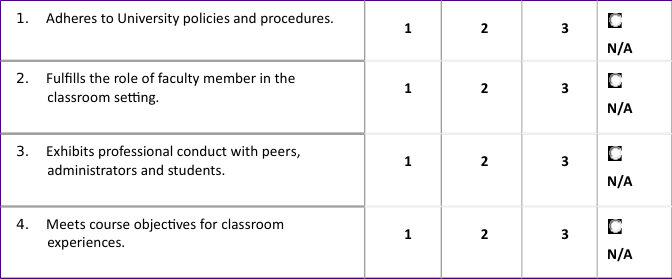 1. Adheres to University policies and procedures. 1 2 3 N/A
2. Fulfills the role of faculty member in the
classroom setting. 1 2 3 N/A
3. Exhibits professional conduct with peers,
administrators and students. 1 2 3 N/A
4. Meets course objectives for classroom
experiences. 1 2 3 N/A